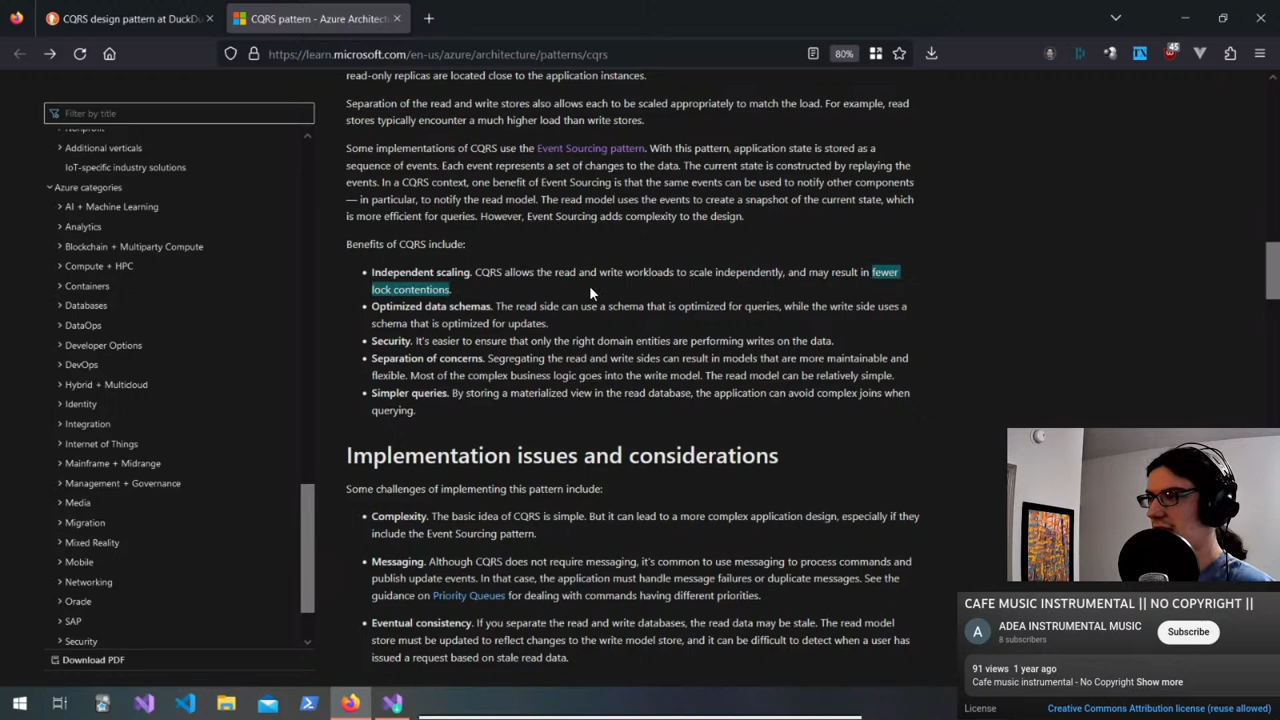 CQRS design pattern at DuckDu
CQRS pattern - Azure Architect
https://learn.microsoft.com/en-us/azure/architecture/patterns/cqrs
80%
45
Filter by title
Nonprofit
Additional verticals
IoT-specific industry solutions
Azure categories
AI + Machine Learning
Analytics
Blockchain + Multiparty Compute
Compute + HPC
Containers
Databases
DataOps
Developer Options
DevOps
Hybrid + Multicloud
Identity
Integration
Internet of Things
Mainframe + Midrange
Management + Governance
Media
Migration
Mixed Reality
Mobile
Networking
Oracle
SAP
Security
Download PDF
read-only replicas are located close to the application instances.
Separation of the read and write stores also allows each to be scaled appropriately to match the load. For example, read
stores typically encounter a much higher load than write stores.
Some implementations of CQRS use the Event Sourcing pattern. With this pattern, application state is stored as a
sequence of events. Each event represents a set of changes to the data. The current state is constructed by replaying the
events. In a CQRS context, one benefit of Event Sourcing is that the same events can be used to notify other components
— in particular, to notify the read model. The read model uses the events to create a snapshot of the current state, which
is more efficient for queries. However, Event Sourcing adds complexity to the design.
Benefits of CQRS include:
• Independent scaling. CQRS allows the read and write workloads to scale independently, and may result in fewer
lock contentions.
• Optimized data schemas. The read side can use a schema that is optimized for queries, while the write side uses a
schema that is optimized for updates.
• Security. It's easier to ensure that only the right domain entities are performing writes on the data.
• Separation of concerns. Segregating the read and write sides can result in models that are more maintainable and
flexible. Most of the complex business logic goes into the write model. The read model can be relatively simple.
• Simpler queries. By storing a materialized view in the read database, the application can avoid complex joins when
querying.
Implementation issues and considerations
Some challenges of implementing this pattern include:
• Complexity. The basic idea of CQRS is simple. But it can lead to a more complex application design, especially if they
include the Event Sourcing pattern.
• Messaging. Although CQRS does not require messaging, it's common to use messaging to process commands and
publish update events. In that case, the application must handle message failures or duplicate messages. See the
guidance on Priority Queues for dealing with commands having different priorities.
• Eventual consistency. If you separate the read and write databases, the read data may be stale. The read model
store must be updated to reflect changes to the write model store, and it can be difficult to detect when a user has
issued a request based on stale read data.
CAFE MUSIC INSTRUMENTAL || NO COPYRIGHT ||
A
ADEA INSTRUMENTAL MUSIC
8 subscribers
Subscribe
91 views 1 year ago
Cafe music instrumental - No Copyright Show more
License
Creative Commons Attribution license (reuse allowed)